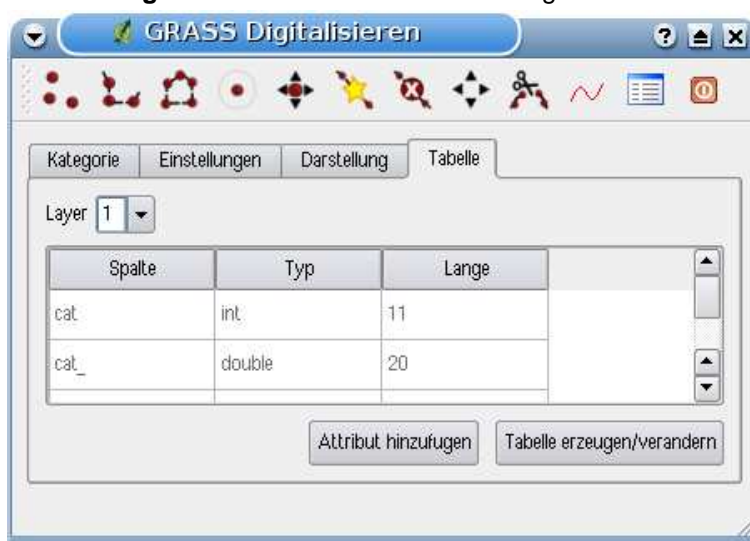 GRASS Digitalisieren
Kategorie Einstellungen Darstellung Tabelle
Layer 1
Spalte Typ Lange
cat int 11
cat_ double 20
Attribut hinzufugen Tabelle erzeugen/verandern